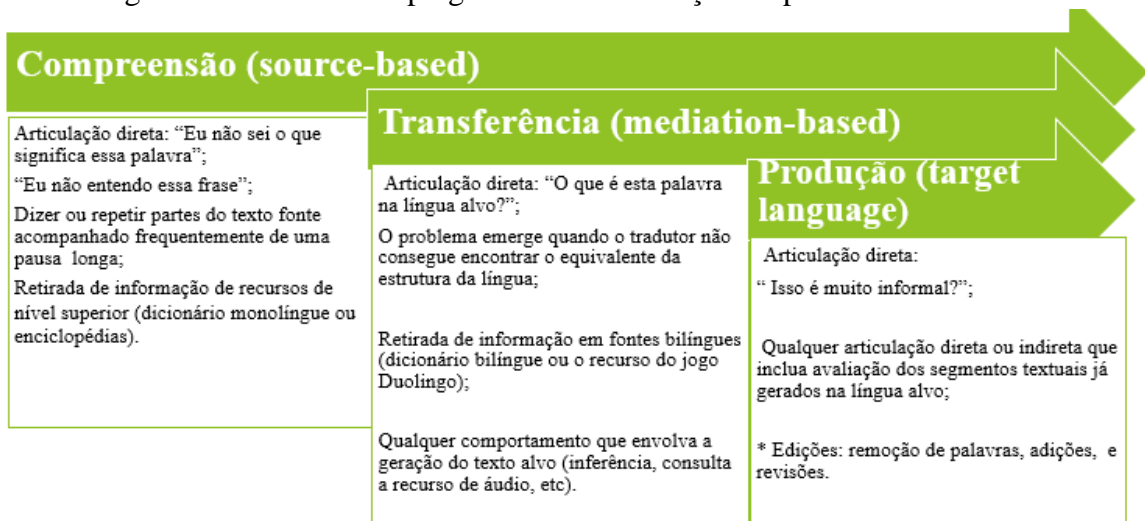 Compreensão (source-based)
Articulação direta: “Eu não sei o que
significa essa palavra”;
“Eu não entendo essa frase”;
Dizer ou repetir partes do texto fonte
acompanhado frequentemente de uma
pausa longa;
Retirada de informação de recursos de
nível superior (dicionário monolíngue ou
enciclopédias).
Transferência (mediation-based)
Articulação direta: “O que é esta palavra
na língua alvo?”;
O problema emerge quando o tradutor não
consegue encontrar o equivalente da
estrutura da língua;
Retirada de informação em fontes bilíngues
(dicionário bilíngue ou o recurso do jogo
Duolingo);
Qualquer comportamento que envolva a
geração do texto alvo (inferência, consulta
a recurso de áudio, etc).
Produção (target
language)
Articulação direta:
“ Isso é muito informal?”;
Qualquer articulação direta ou indireta que
inclua avaliação dos segmentos textuais já
gerados na língua alvo;
* Edições: remoção de palavras, adições, e
revisões.